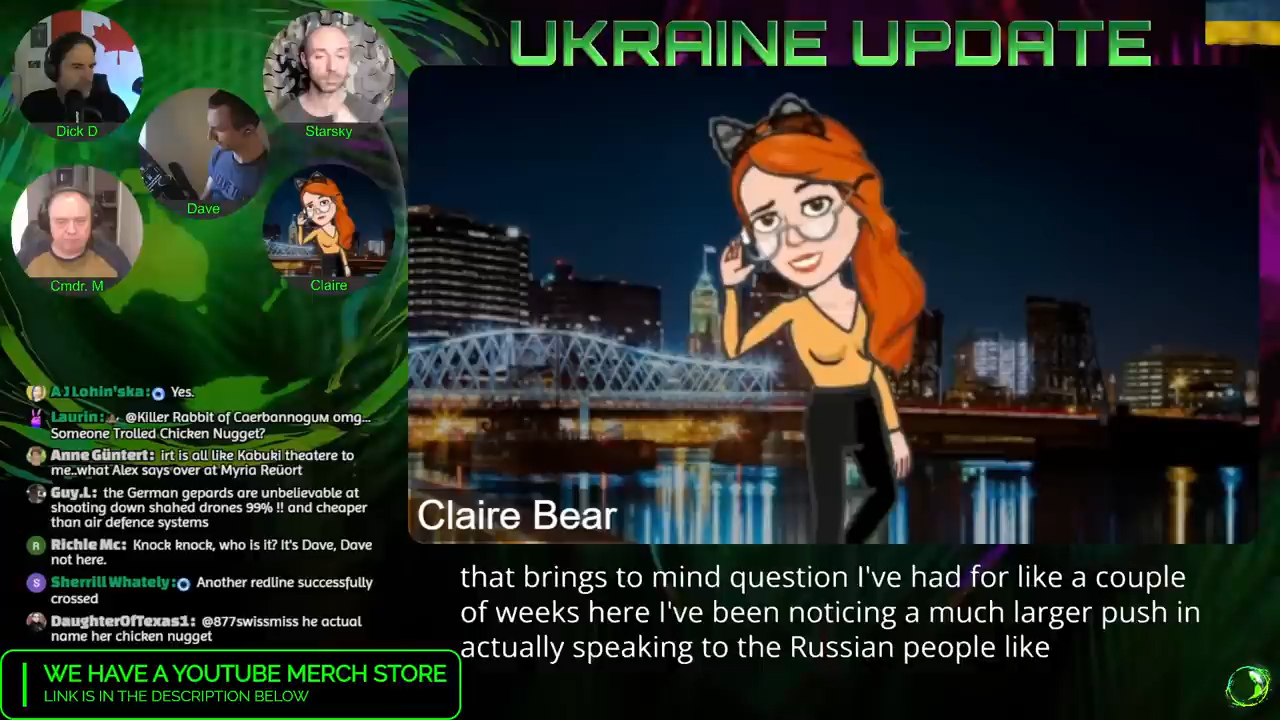 UKRAINE UPDATE
Dick D
Starsky
Dave
Cmdr. M
Claire
A J Lohin'ska: Yes.
Laurin: @Killer Rabbit of Caerbannogum omg...
Someone Trolled Chicken Nugget?
Anne Güntert: irt is all like Kabuki theatere to
me..what Alex says over at Myria Reüort
Guy.L: the German gepards are unbelievable at
shooting down shahed drones 99% !! and cheaper
than air defence systems
R Richie Mc: Knock knock, who is it? It's Dave, Dave
not here.
S Sherrill Whately: Another redline successfully
crossed
DaughterOfTexas1: @877swissmiss he actual
name her chicken nugget
Claire Bear
that brings to mind question I've had for like a couple
of weeks here I've been noticing a much larger push in
actually speaking to the Russian people like
WE HAVE A YOUTUBE MERCH STORE
LINK IS IN THE DESCRIPTION BELOW